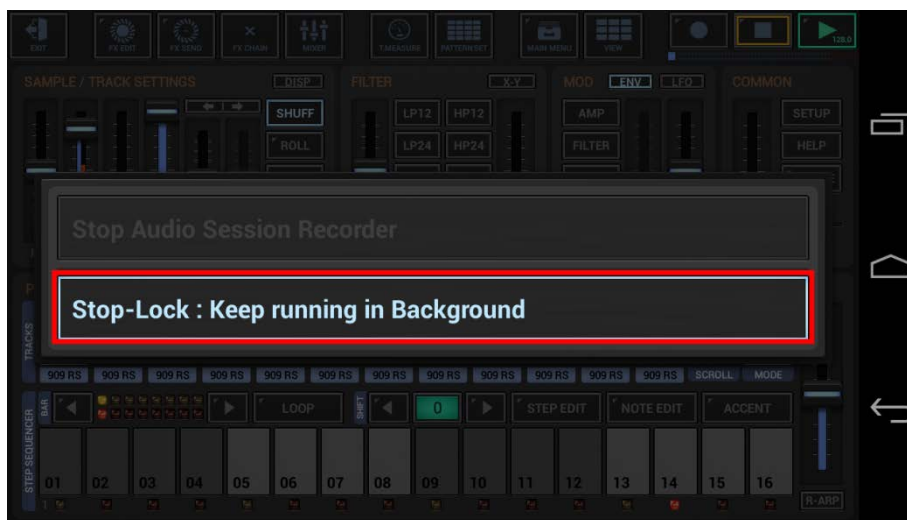 EXIT
FX EDIT
FX SEND
FX CHAIN
MIXER
T.MEASURE
PATTERN SET
MAIN MENU
VIEW
128.0
SAMPLE / TRACK SETTINGS
DISP
FILTER
X-Y
MOD
ENV
LFO
COMMON
SHUFF
LP12
HP12
AMP
SETUP
ROLL
LP24
HP24
FILTER
HELP
Stop Audio Session Recorder
Stop-Lock : Keep running in Background
TRACKS
909 RS 909 RS 909 RS 909 RS 909 RS 909 RS 909 RS 909 RS 909 RS 909 RS 909 RS 909 RS SCROLL MODE
STEP SEQUENCER
BAR
LOOP
SHIFT
0
STEP EDIT
NOTE EDIT
ACCENT
01 02 03 04 05 06 07 08 09 10 11 12 13 14 15 16
R-ARP